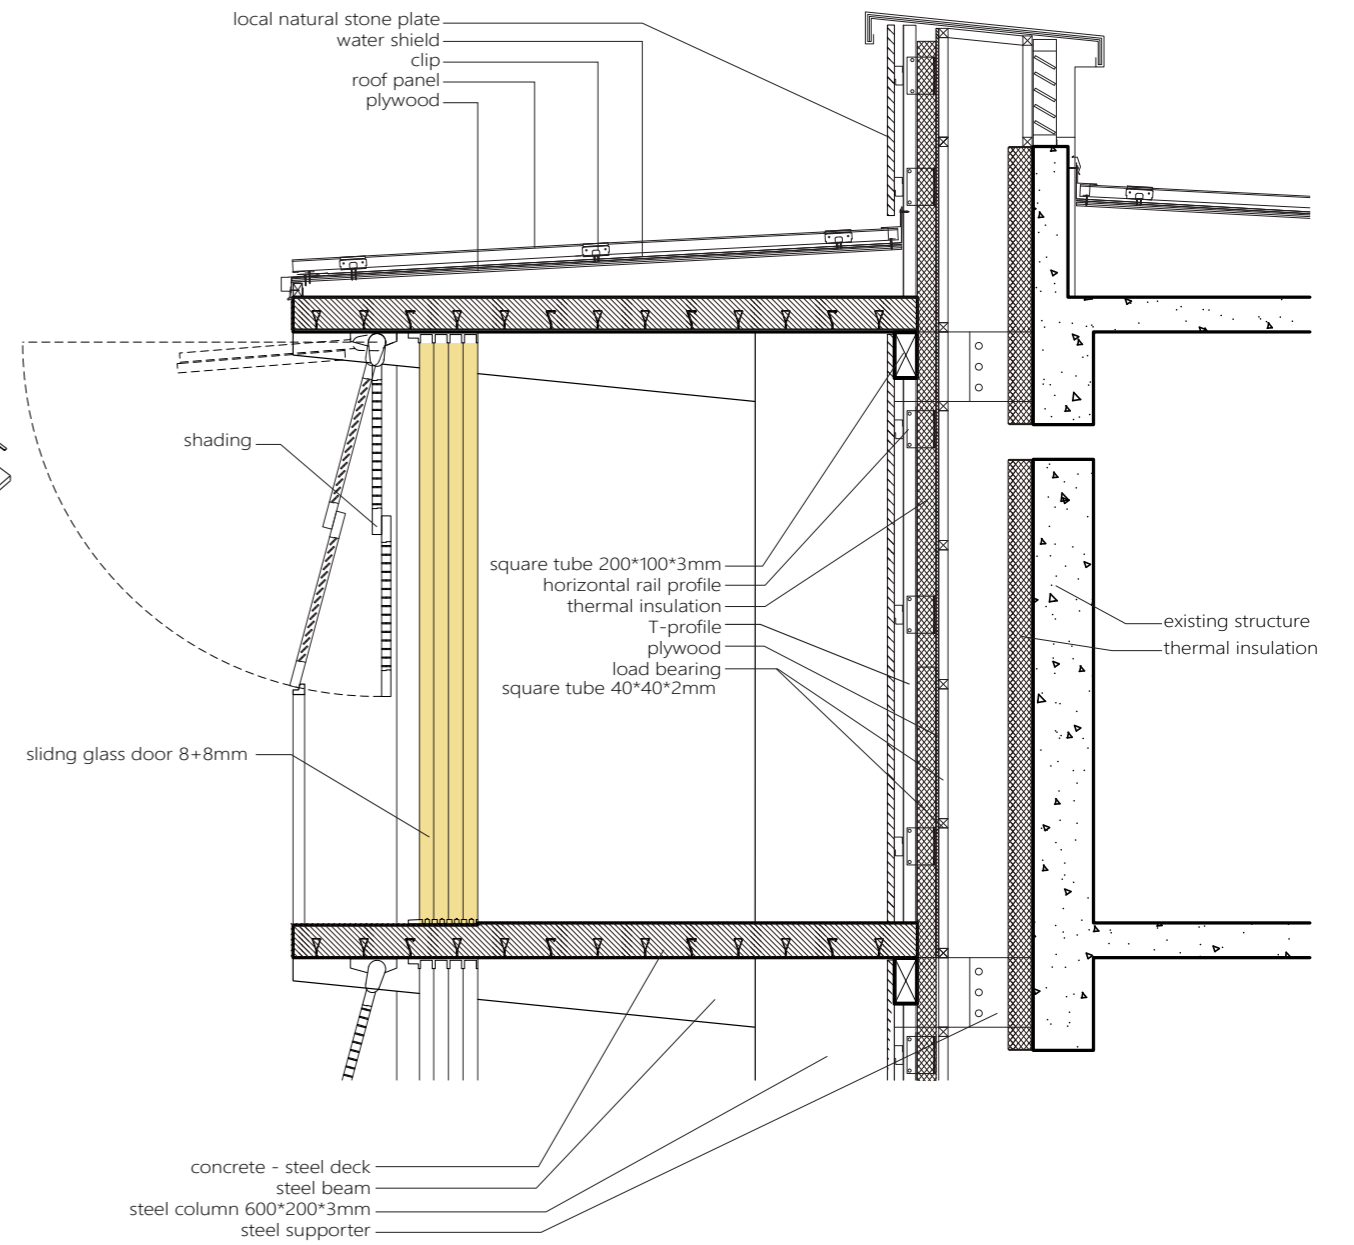 local natural stone plate
water shield
clip
roof panel
plywood
shading
square tube 200*100*3mm
horizontal rail profile
thermal insulation
T-profile
plywood
load bearing
square tube 40*40*2mm
existing structure
thermal insulation
slidng glass door 8+8mm
concrete - steel deck
steel beam
steel column 600*200*3mm
steel supporter